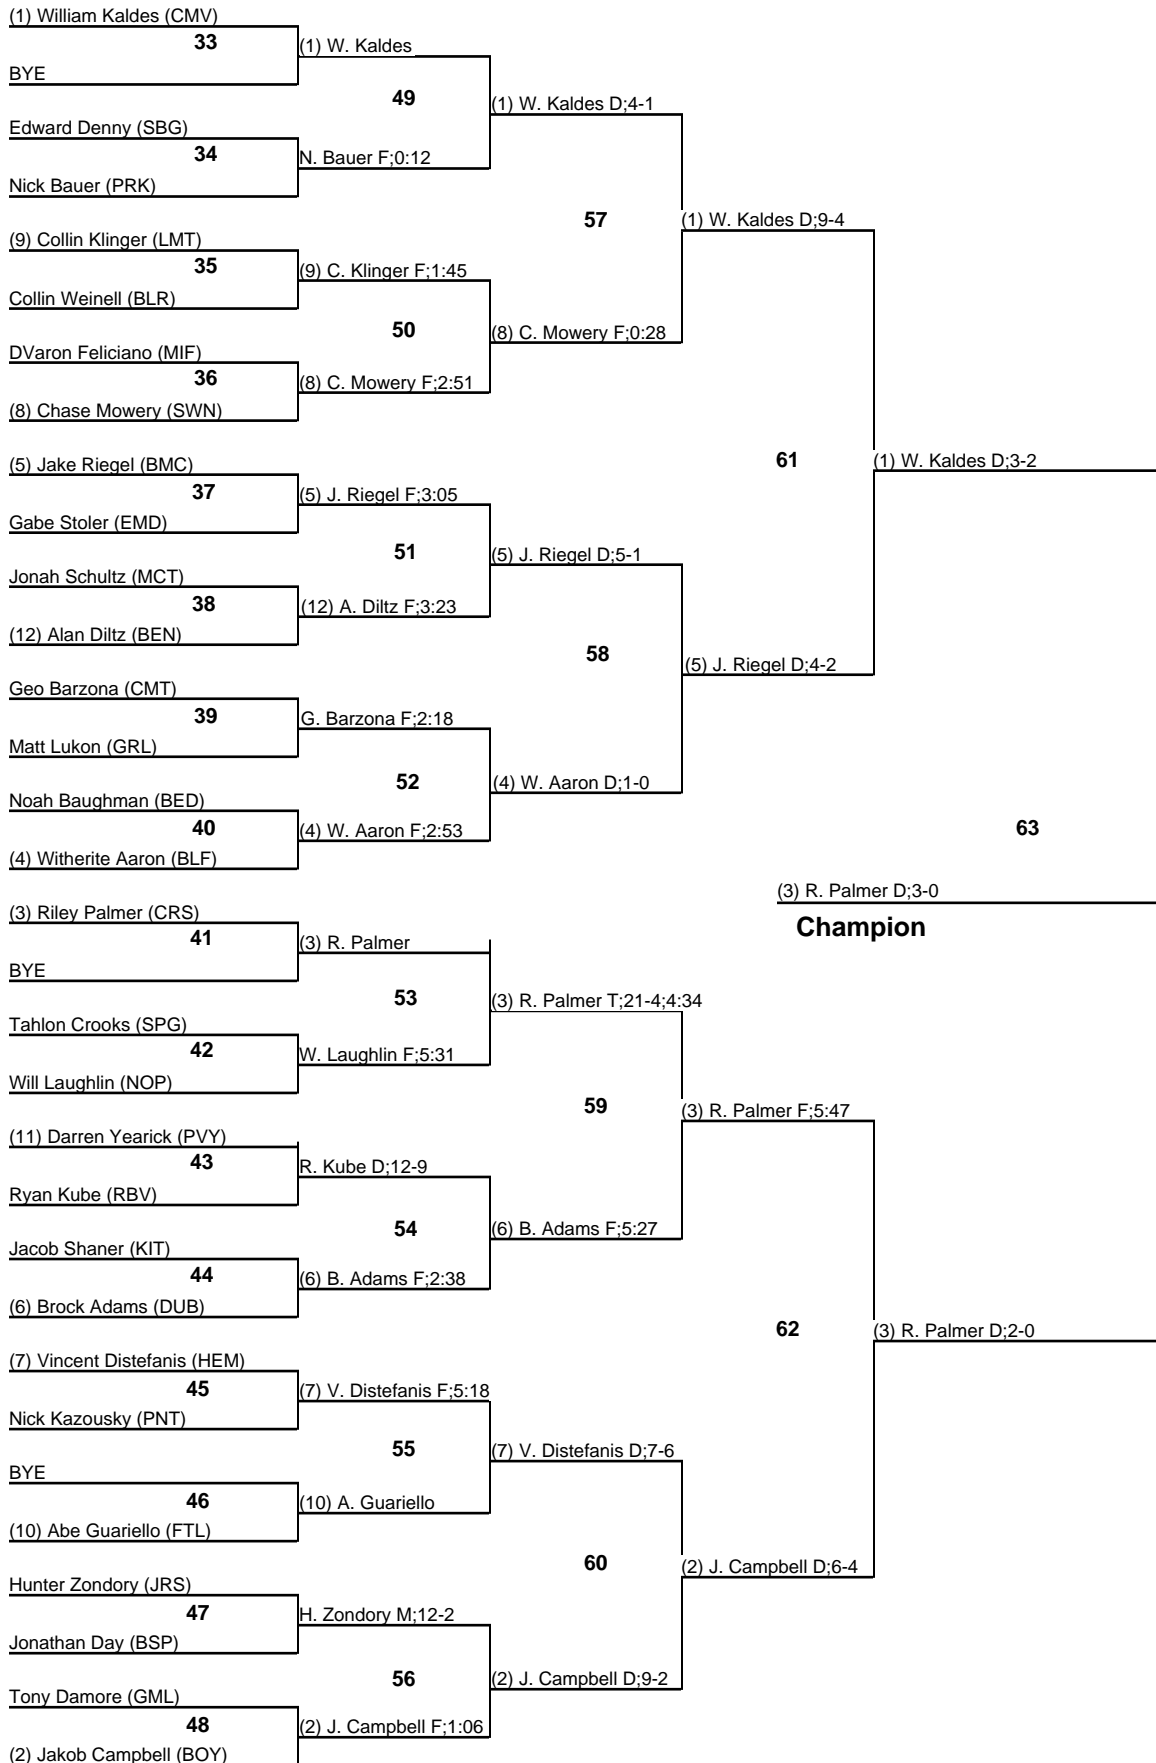 (1) William Kaldes (CMV)
33
(1) W. Kaldes
BYE
49
(1) W. Kaldes D;4-1
Edward Denny (SBG)
34
N. Bauer F;0:12
Nick Bauer (PRK)
57
(1) W. Kaldes D;9-4
(9) Collin Klinger (LMT)
35
(9) C. Klinger F;1:45
Collin Weinell (BLR)
50
(8) C. Mowery F;0:28
DVaron Feliciano (MIF)
36
(8) C. Mowery F;2:51
(8) Chase Mowery (SWN)
61
(1) W. Kaldes D;3-2
(5) Jake Riegel (BMC)
37
(5) J. Riegel F;3:05
Gabe Stoler (EMD)
51
(5) J. Riegel D;5-1
Jonah Schultz (MCT)
38
(12) A. Diltz F;3:23
(12) Alan Diltz (BEN)
58
(5) J. Riegel D;4-2
Geo Barzona (CMT)
39
G. Barzona F;2:18
Matt Lukon (GRL)
52
(4) W. Aaron D;1-0
Noah Baughman (BED)
40
(4) W. Aaron F;2:53
(4) Witherite Aaron (BLF)
63
(3) R. Palmer D;3-0
Champion
(3) Riley Palmer (CRS)
41
(3) R. Palmer
BYE
53
(3) R. Palmer T;21-4;4:34
Tahlon Crooks (SPG)
42
W. Laughlin F;5:31
Will Laughlin (NOP)
59
(3) R. Palmer F;5:47
(11) Darren Yearick (PVY)
43
R. Kube D;12-9
Ryan Kube (RBV)
54
(6) B. Adams F;5:27
Jacob Shaner (KIT)
44
(6) B. Adams F;2:38
(6) Brock Adams (DUB)
62
(3) R. Palmer D;2-0
(7) Vincent Distefanis (HEM)
45
(7) V. Distefanis F;5:18
Nick Kazousky (PNT)
55
(7) V. Distefanis D;7-6
BYE
46
(10) A. Guariello
(10) Abe Guariello (FTL)
60
(2) J. Campbell D;6-4
Hunter Zondory (JRS)
47
H. Zondory M;12-2
Jonathan Day (BSP)
56
(2) J. Campbell D;9-2
Tony Damore (GML)
48
(2) J. Campbell F;1:06
(2) Jakob Campbell (BOY)